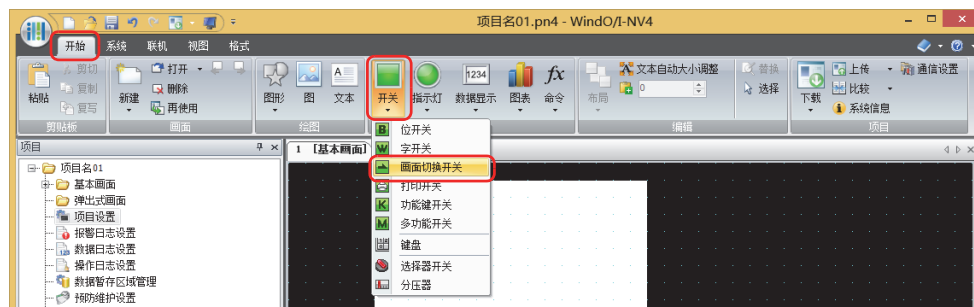 项目名01.pn4 - WindO/I-NV4
开始 系统 联机 视图 格式
粘贴 剪切 复制 复写
剪贴板
新建 打开 删除 再使用
画面
图形 图 文本
绘图
开关 指示灯 数据显示 图表 命令
1234
fx
布局 文本自动大小调整 0 替换 选择
编辑
下载 上传 比较 系统信息 通信设置
项目
项目
1 [基本画面]
项目名01
基本画面
弹出式画面
项目设置
报警日志设置
数据日志设置
操作日志设置
数据暂存区域管理
预防维护设置
B 位开关
W 字开关
画面切换开关
打印开关
K 功能键开关
M 多功能开关
键盘
选择器开关
分压器